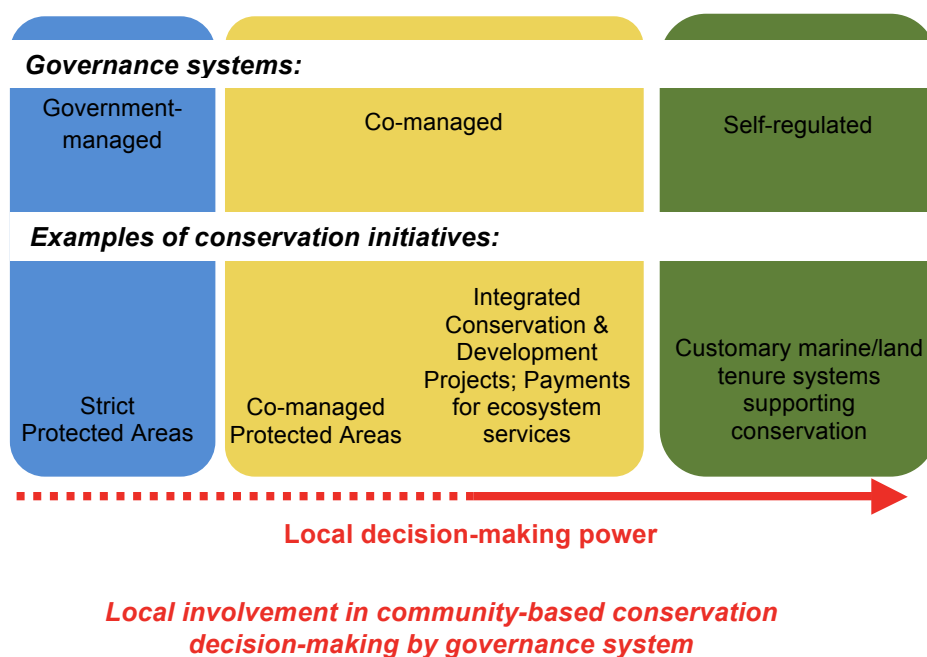 Governance systems:
Government-
managed
Co-managed
Self-regulated
Examples of conservation initiatives:
Strict
Protected Areas
Co-managed
Protected Areas
Integrated
Conservation &
Development
Projects; Payments
for ecosystem
services
Customary marine/land
tenure systems
supporting
conservation
Local decision-making power
Local involvement in community-based conservation
decision-making by governance system